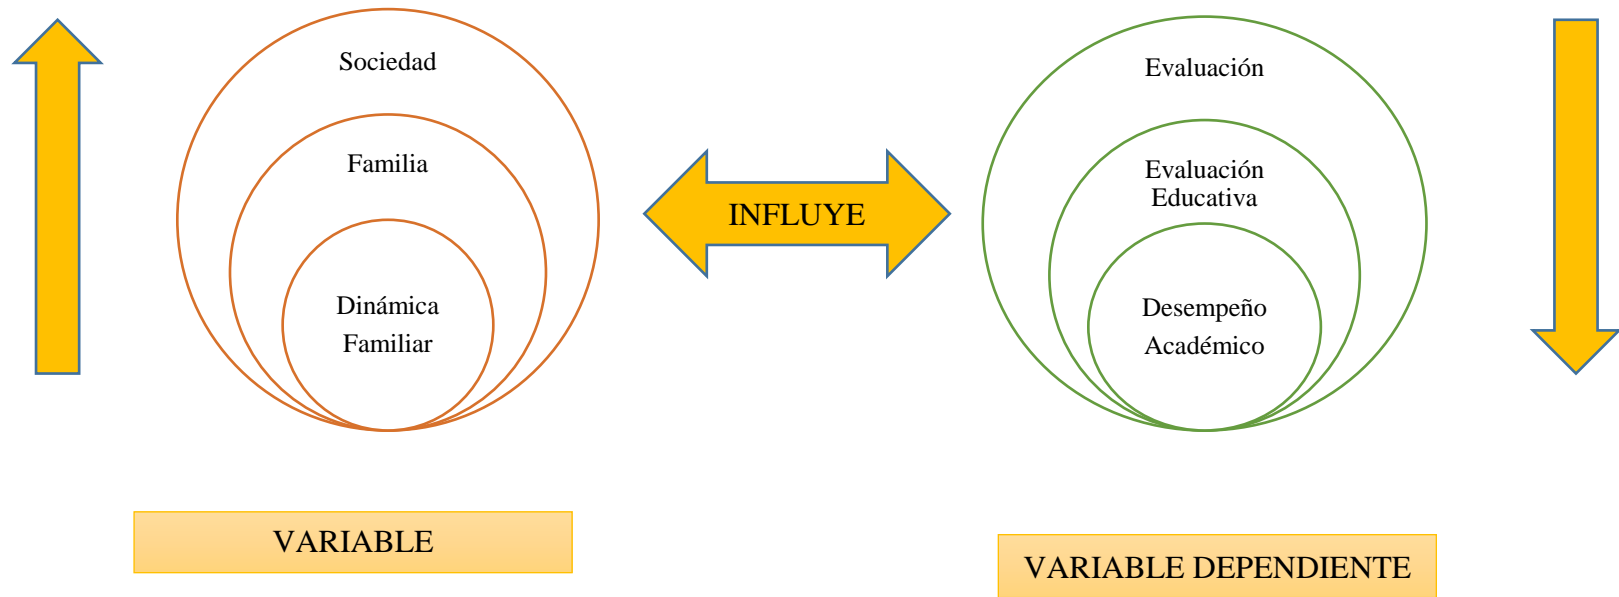 Sociedad
Familia
Dinámica
Familiar
INFLUYE
Evaluación
Evaluación
Educativa
Desempeño
Académico
VARIABLE
VARIABLE DEPENDIENTE